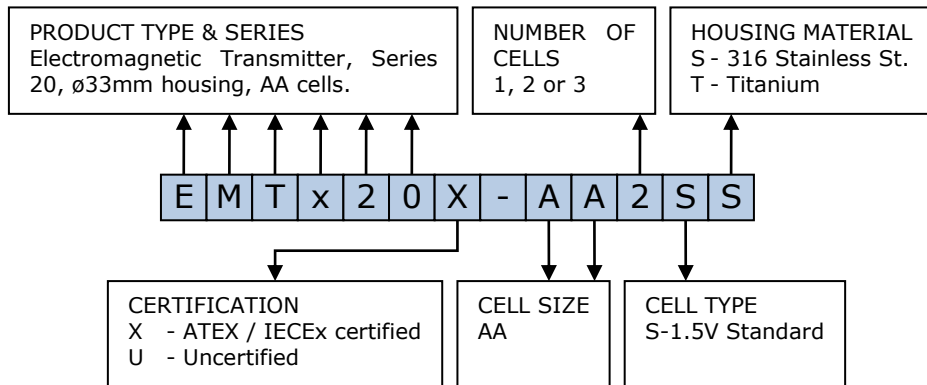 PRODUCT TYPE & SERIES
Electromagnetic Transmitter, Series
20, ø33mm housing, AA cells.
NUMBER OF
CELLS
1, 2 or 3
HOUSING MATERIAL
S - 316 Stainless St.
T - Titanium
E M T x 2 0 X - A A 2 S S
CERTIFICATION
X - ATEX / IECEx certified
U - Uncertified
CELL SIZE
AA
CELL TYPE
S-1.5V Standard